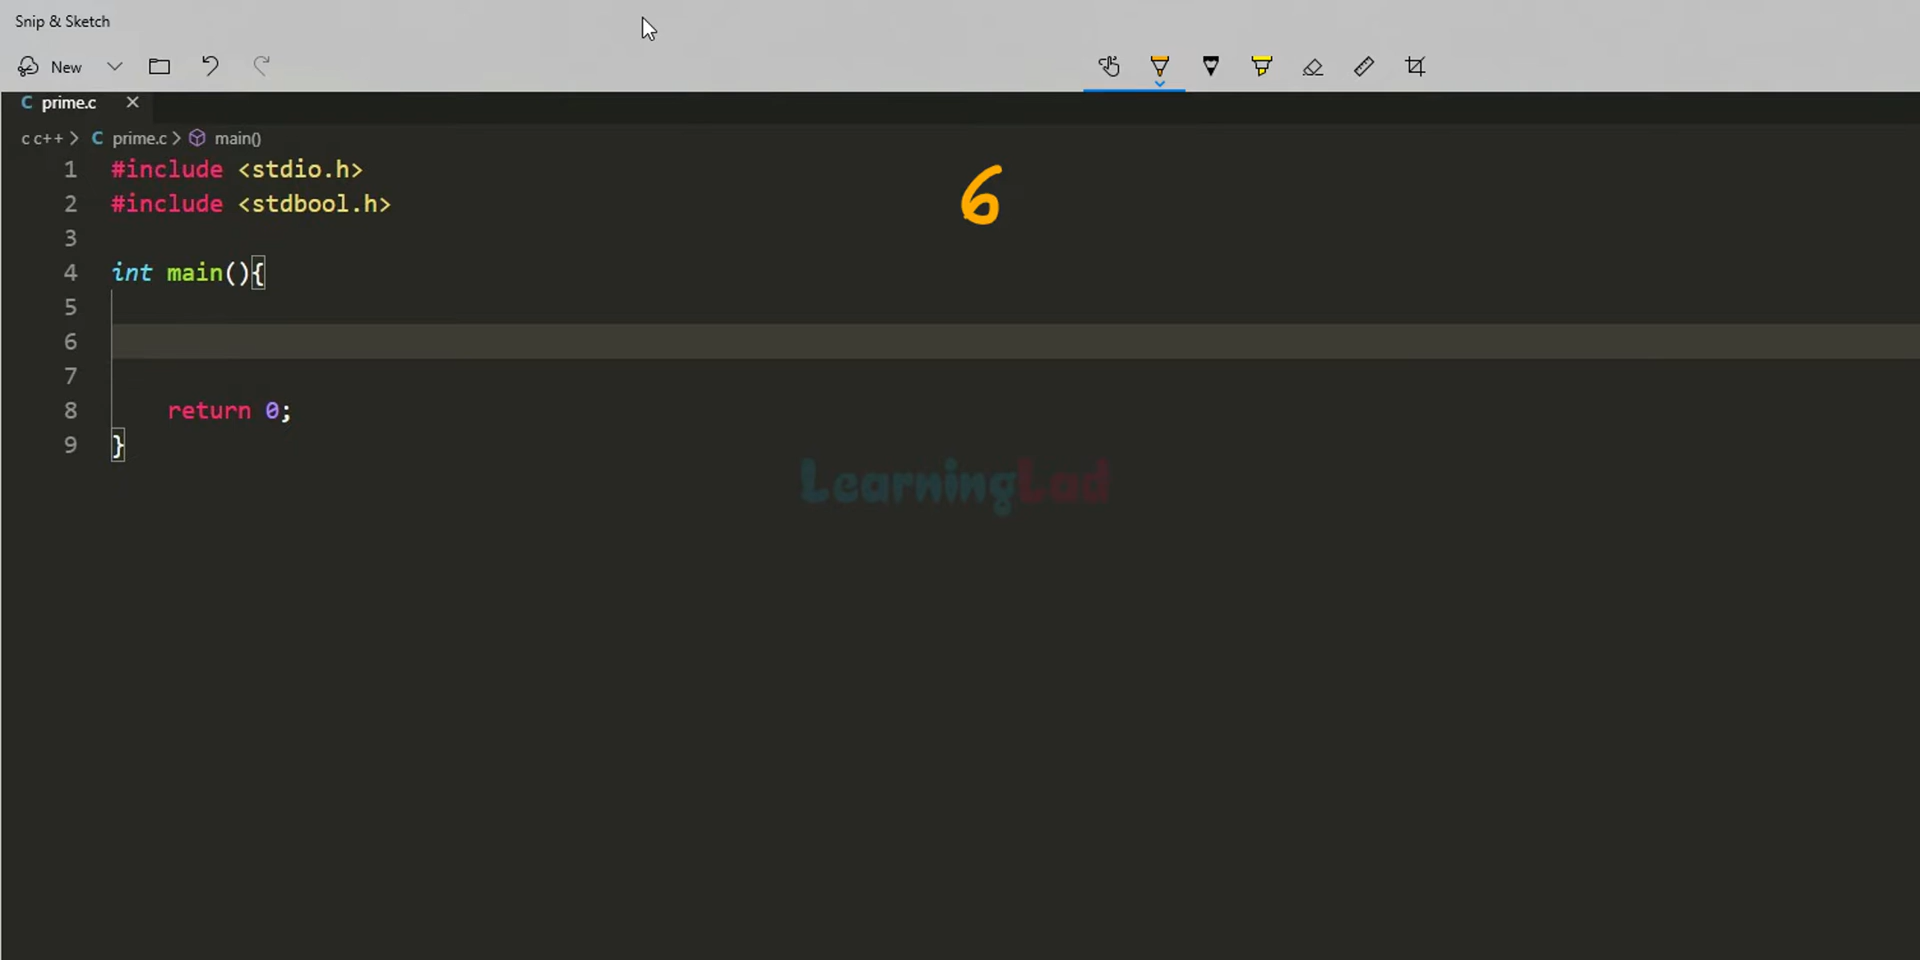 Snip & Sketch
New
prime.c
c c++ > C prime.c > main()
1 #include <stdio.h>
2 #include <stdbool.h>
3
4 int main(){
5
6
7
8 return 0;
9 }
6
LearningLad